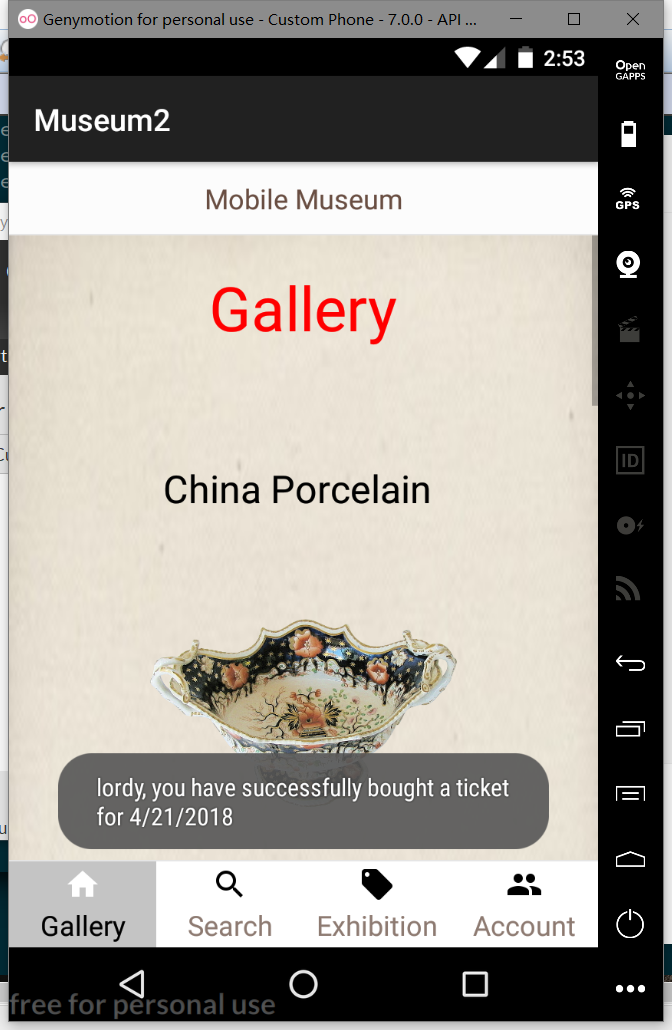 Genymotion for personal use - Custom Phone - 7.0.0 - API ...
2:53
Open
GAPPS
Museum2
GPS
Mobile Museum
Gallery
China Porcelain
ID
lordy, you have successfully bought a ticket
for 4/21/2018
Gallery
Search
Exhibition
Account
free for personal use